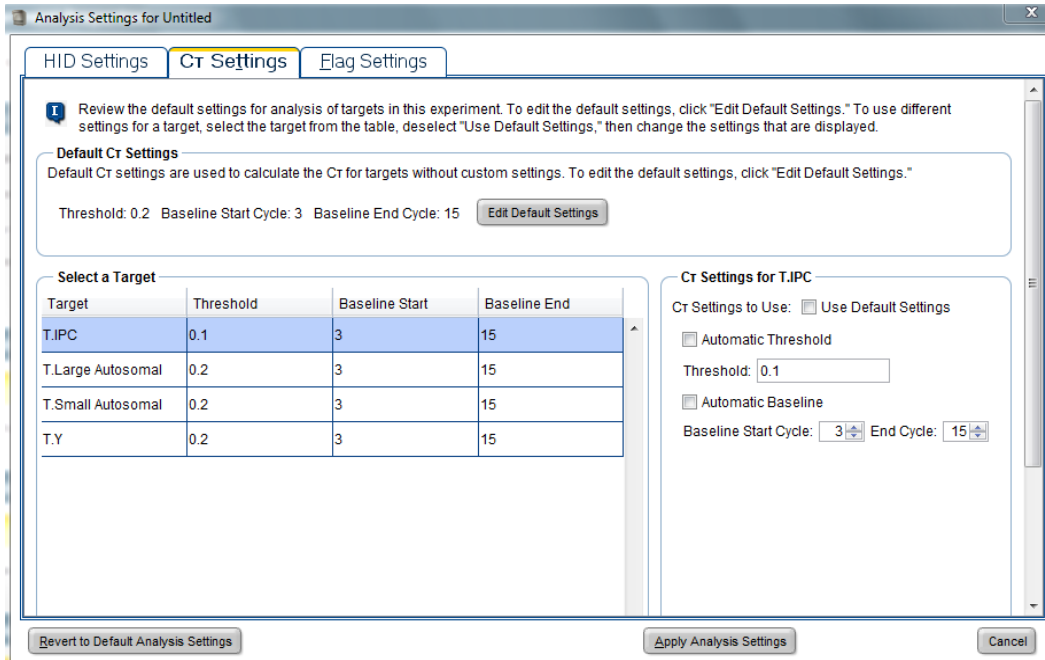 Analysis Settings for Untitled
X
HID Settings
Cт Settings
Flag Settings
I
Review the default settings for analysis of targets in this experiment. To edit the default settings, click "Edit Default Settings." To use different
settings for a target, select the target from the table, deselect "Use Default Settings," then change the settings that are displayed.
Default Cт Settings
Default Cт settings are used to calculate the Cт for targets without custom settings. To edit the default settings, click "Edit Default Settings."
Threshold: 0.2 Baseline Start Cycle: 3 Baseline End Cycle: 15 Edit Default Settings
Select a Target
Target Threshold Baseline Start Baseline End
T.IPC 0.1 3 15
T.Large Autosomal 0.2 3 15
T.Small Autosomal 0.2 3 15
T.Y 0.2 3 15
Cт Settings for T.IPC
Cт Settings to Use: Use Default Settings
Automatic Threshold
Threshold: 0.1
Automatic Baseline
Baseline Start Cycle: 3 End Cycle: 15
Revert to Default Analysis Settings
Apply Analysis Settings
Cancel